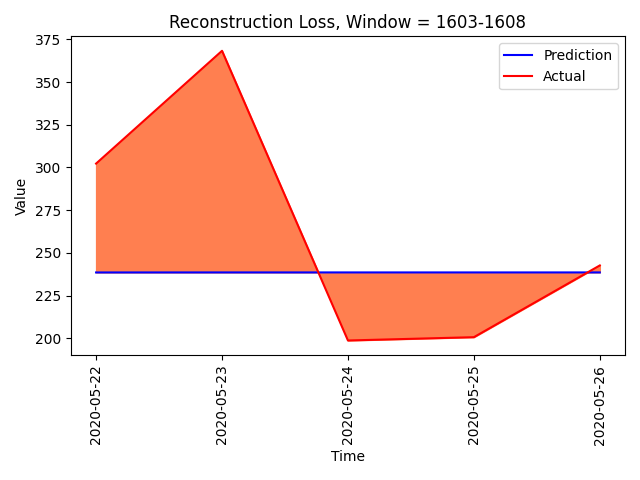 Reconstruction Loss, Window = 1603-1608
Prediction
Actual
Value
375
350
325
300
275
250
225
200
2020-05-22
2020-05-23
2020-05-24
2020-05-25
2020-05-26
Time